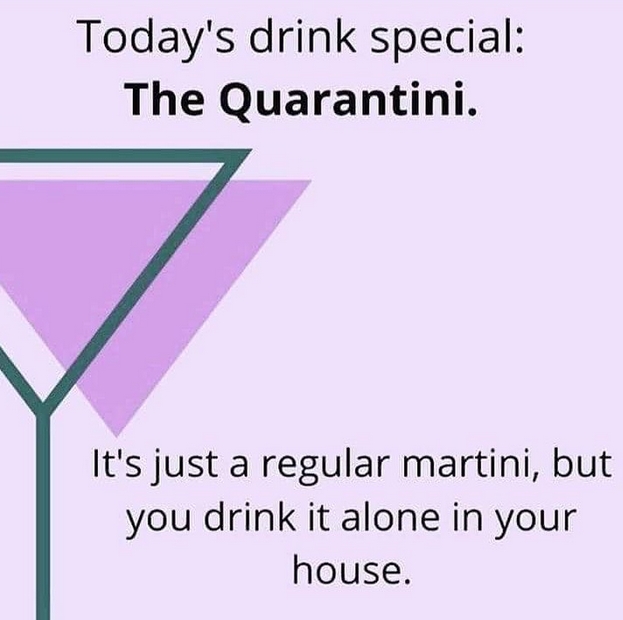 Today's drink special:
The Quarantini.
It's just a regular martini, but
you drink it alone in your
house.